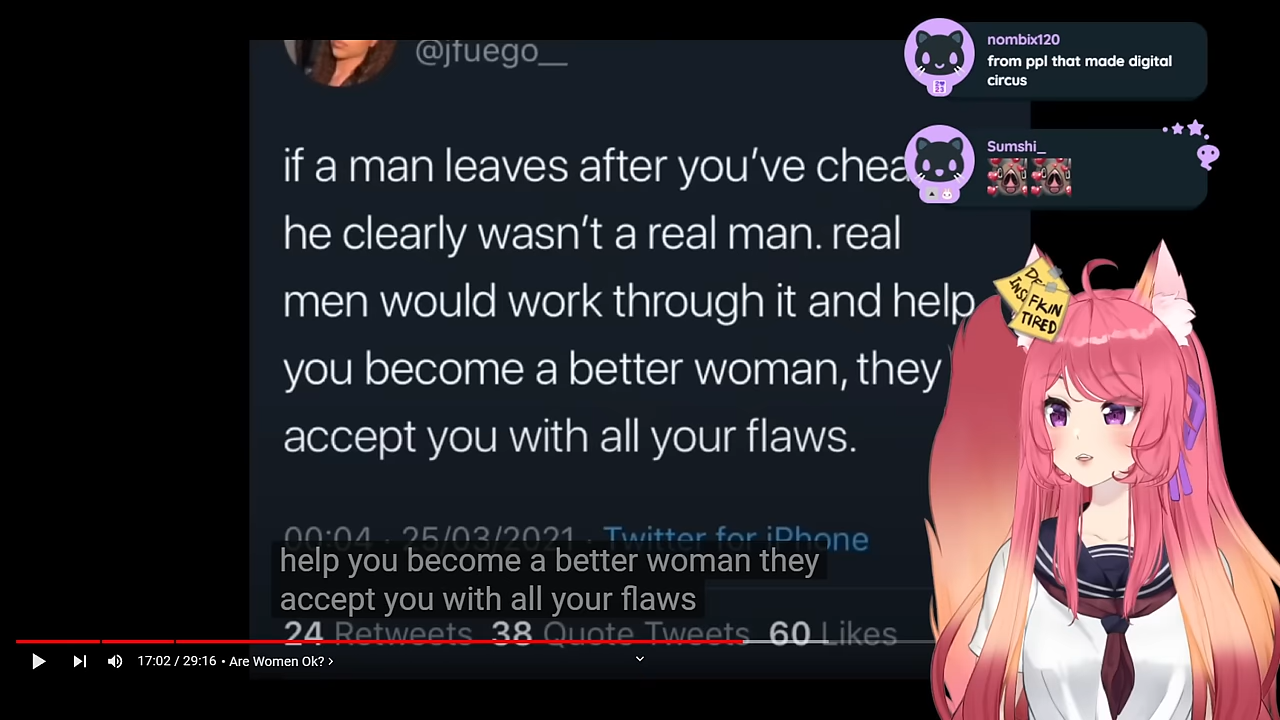 @jfuego__
if a man leaves after you've chea
he clearly wasn't a real man. real
men would work through it and help
you become a better woman, they
accept you with all your flaws.
00:04 · 25/03/2021 · Twitter for iPhone
help you become a better woman they
accept you with all your flaws
24 Retweets 38 Quote Tweets 60 Likes
17:02 / 29:16 • Are Women Ok? ›
nombix120
from ppl that made digital
circus
Sumshi_
FKIN
TIRED